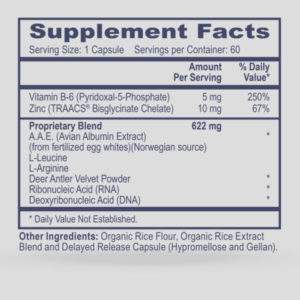 Supplement Facts
Serving Size: 1 Capsule Servings per Container: 60
Amount Per Serving % Daily Value*
Vitamin B-6 (Pyridoxal-5-Phosphate) 5 mg 250%
Zinc (TRAACS® Bisglycinate Chelate) 10 mg 67%
Proprietary Blend 622 mg
A.A.E. (Avian Albumin Extract) *
(from fertilized egg whites)(Norwegian source)
L-Leucine
L-Arginine
Deer Antler Velvet Powder *
Ribonucleic Acid (RNA) *
Deoxyribonucleic Acid (DNA) *
* Daily Value Not Established.
Other Ingredients: Organic Rice Flour, Organic Rice Extract
Blend and Delayed Release Capsule (Hypromellose and Gellan).